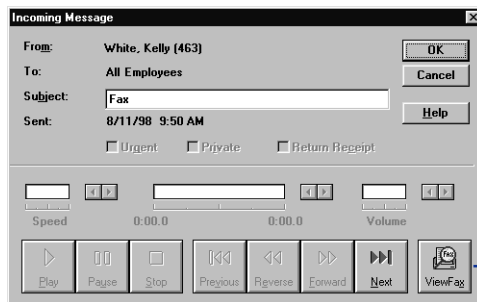 Incoming Message
From: White, Kelly (463)
OK
To: All Employees
Cancel
Subject: Fax
Help
Sent: 8/11/98 9:50 AM
Urgent Private Return Receipt
Speed 0:00.0 0:00.0 Volume
Play Pause Stop Previous Reverse Forward Next ViewFax
Fax